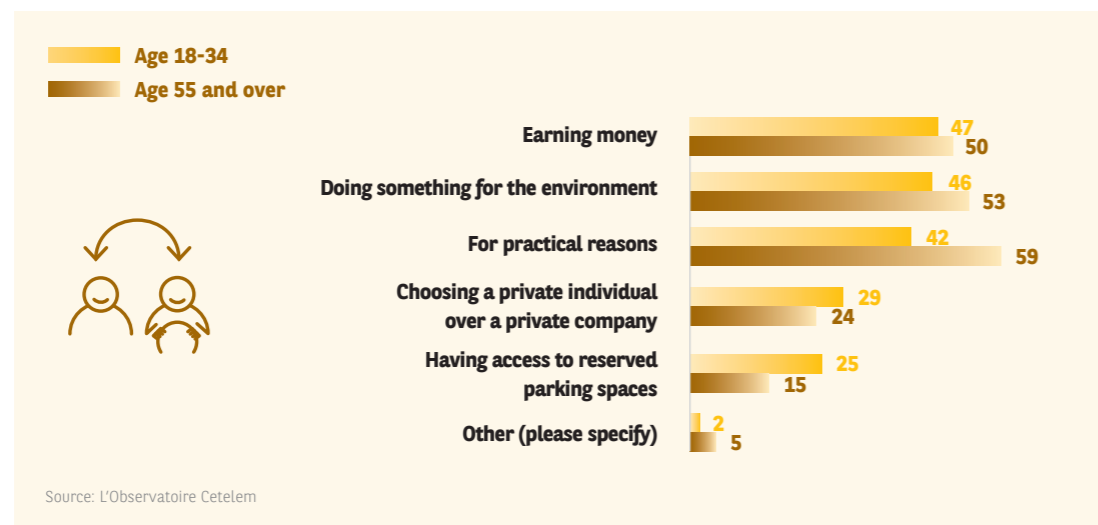 Age 18-34
Age 55 and over
Earning money
47
50
Doing something for the environment
46
53
For practical reasons
42
59
Choosing a private individual
over a private company
29
24
Having access to reserved
parking spaces
25
15
Other (please specify)
2
5
Source: L'Observatoire Cetelem